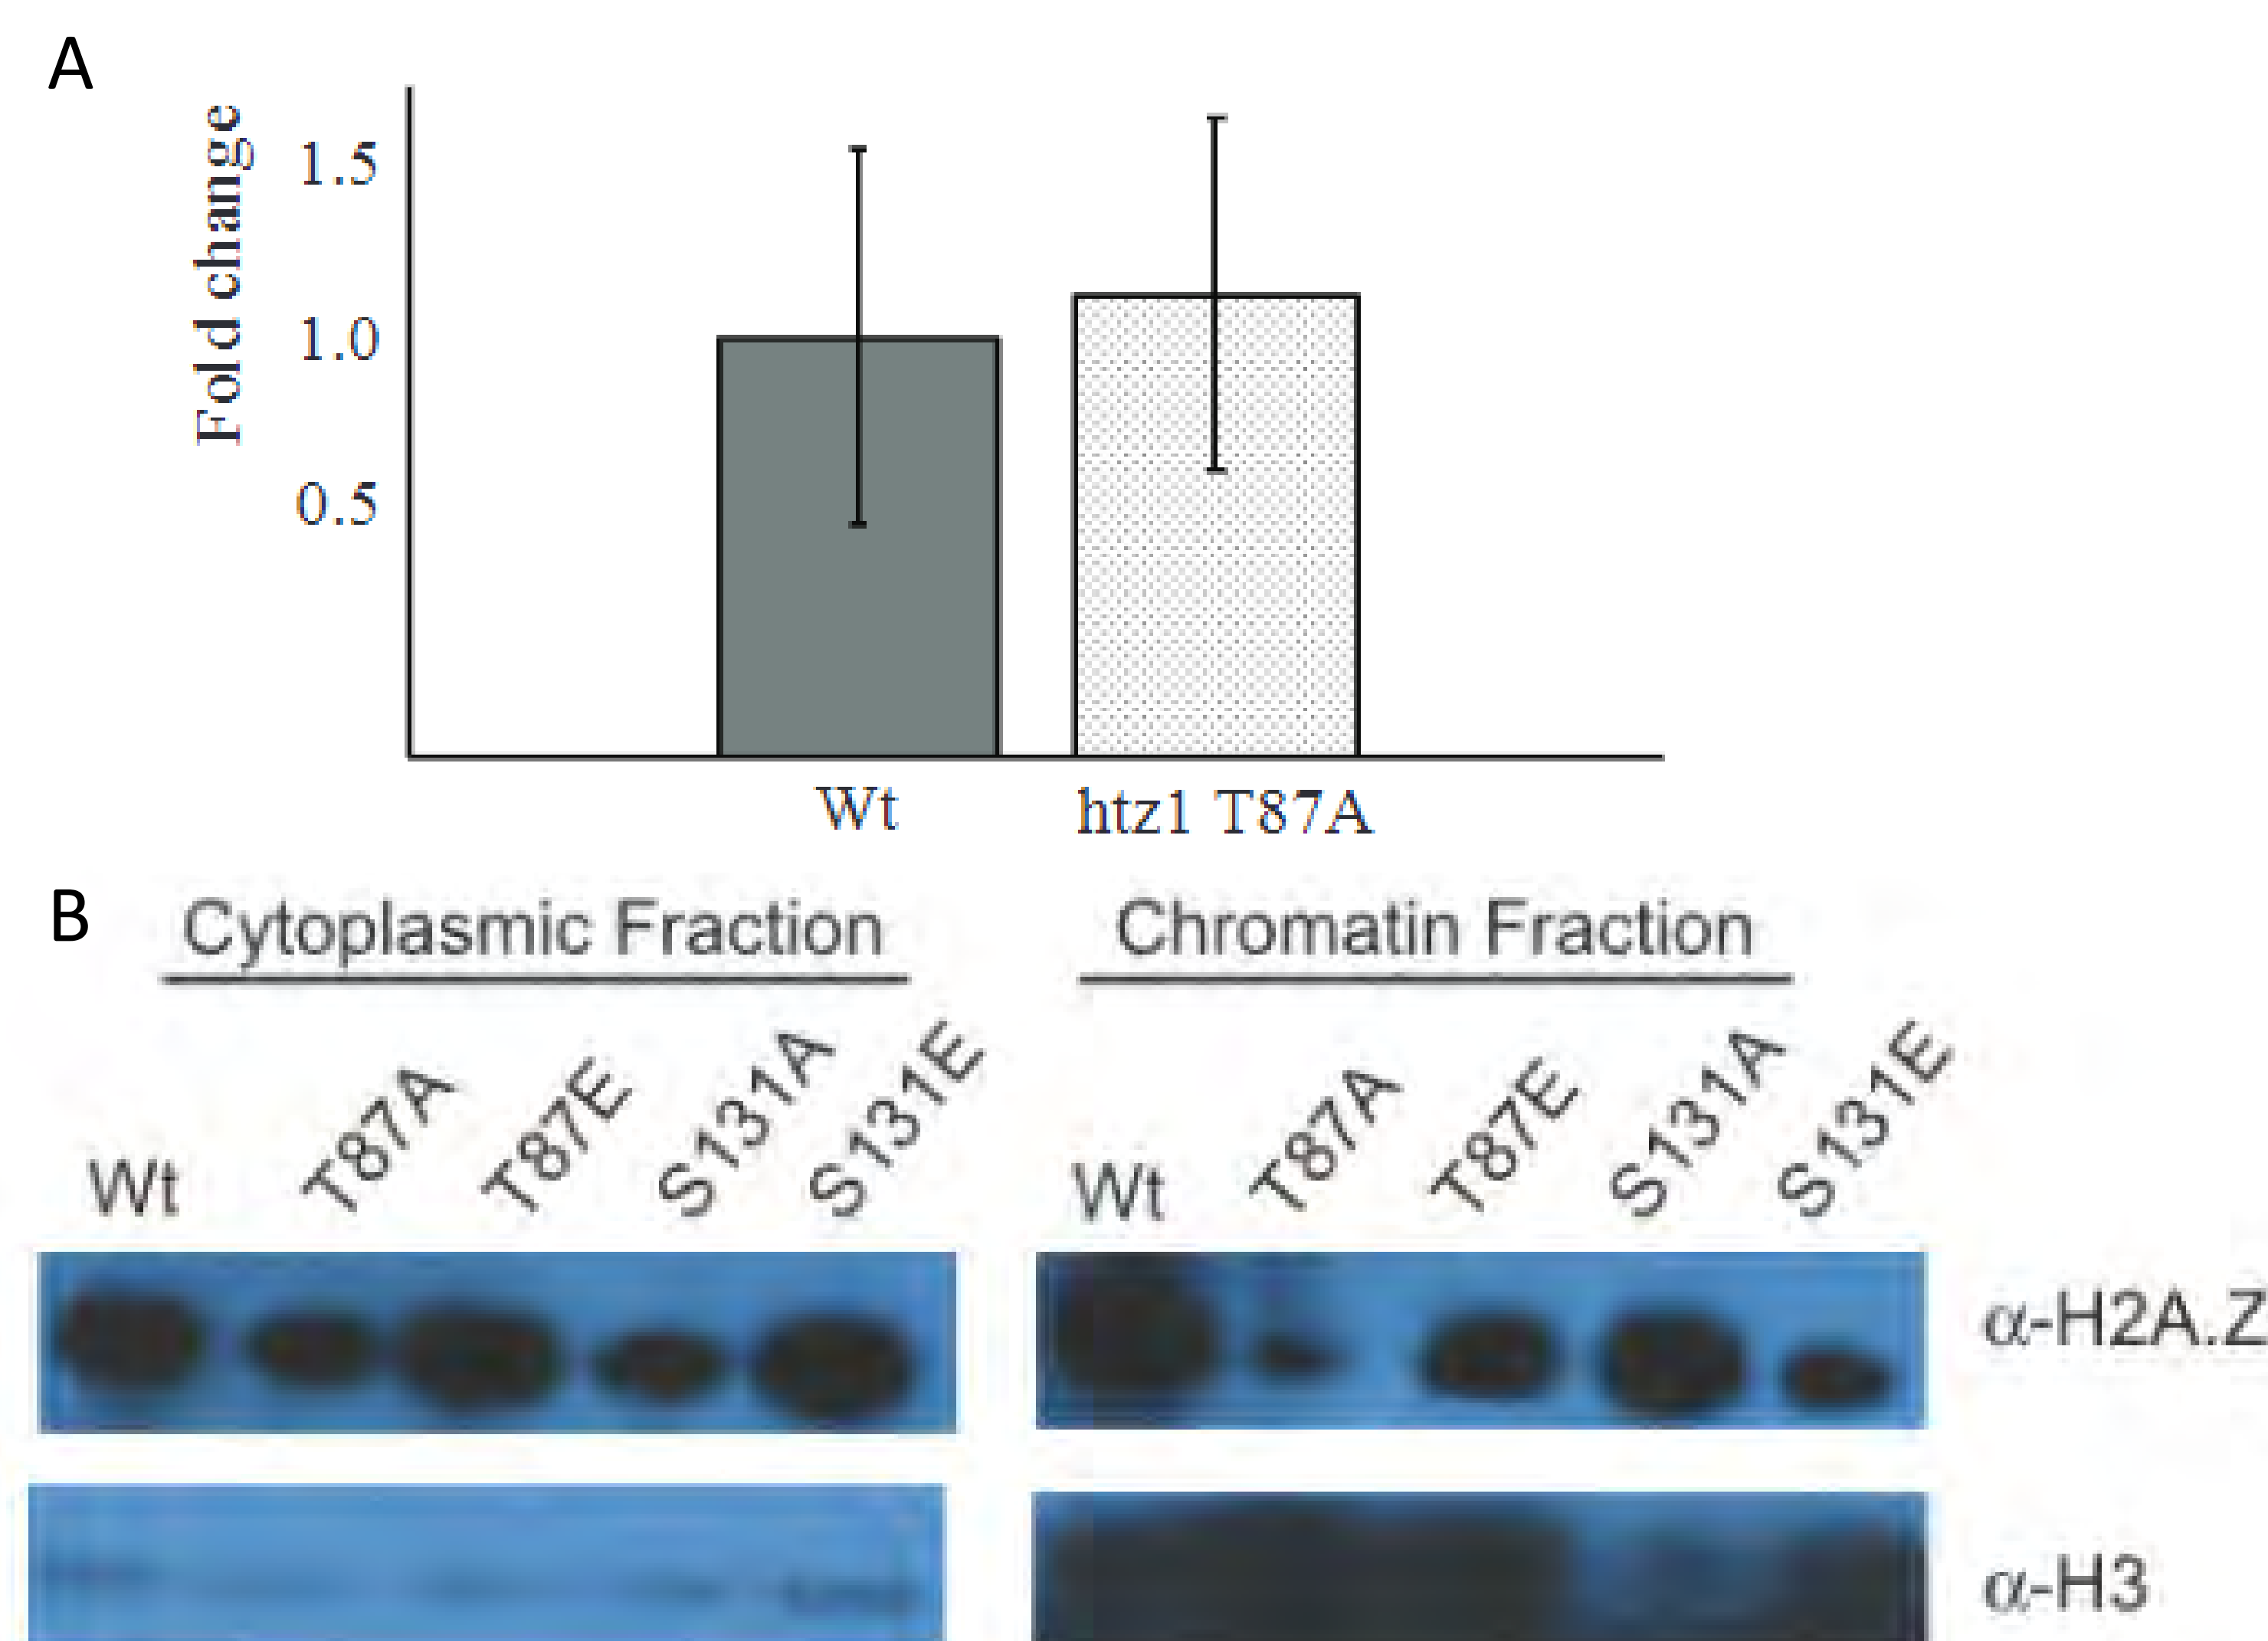 A
Fold change
1.5
1.0
0.5
Wt
htz1 T87A
B
Cytoplasmic Fraction
Chromatin Fraction
Wt T87A T87E S131A S131E
Wt T87A T87E S131A S131E
α-H2A.Z
α-H3